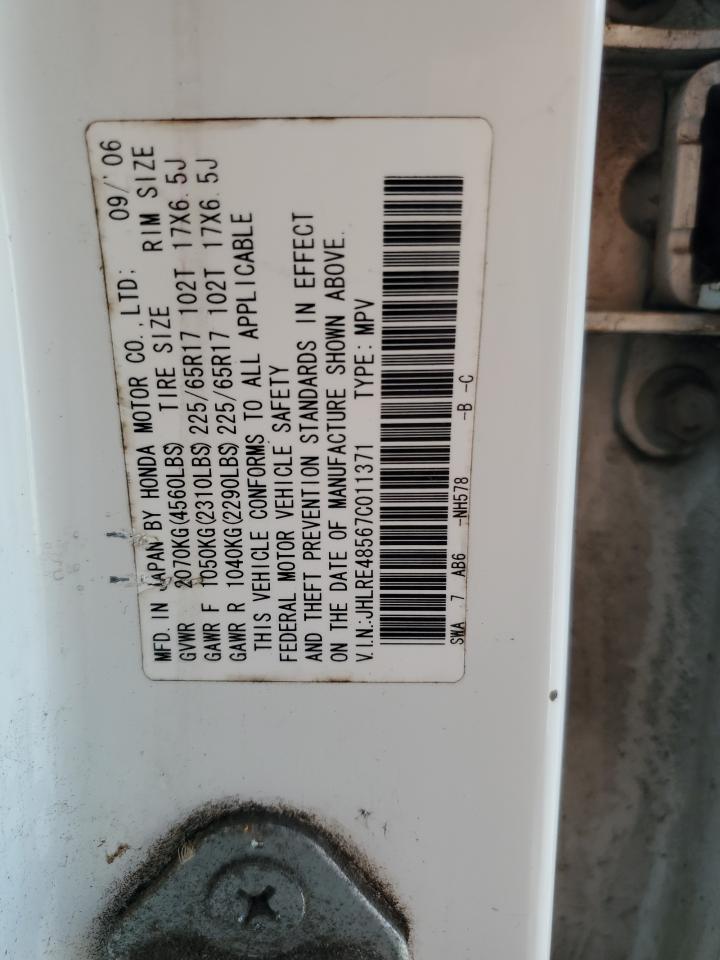 MFD. IN JAPAN BY HONDA MOTOR CO.,LTD; 09/'06
GVWR 2070KG(4560LBS) TIRE SIZE RIM SIZE
GAWR F 1050KG(2310LBS) 225/65R17 102T 17X6.5J
GAWR R 1040KG(2290LBS) 225/65R17 102T 17X6.5J
THIS VEHICLE CONFORMS TO ALL APPLICABLE
FEDERAL MOTOR VEHICLE SAFETY
AND THEFT PREVENTION STANDARDS IN EFFECT
ON THE DATE OF MANUFACTURE SHOWN ABOVE.
V.I.N.:JHLRE48567C011371 TYPE: MPV
SWA 7 AB6 -NH578 -B -C